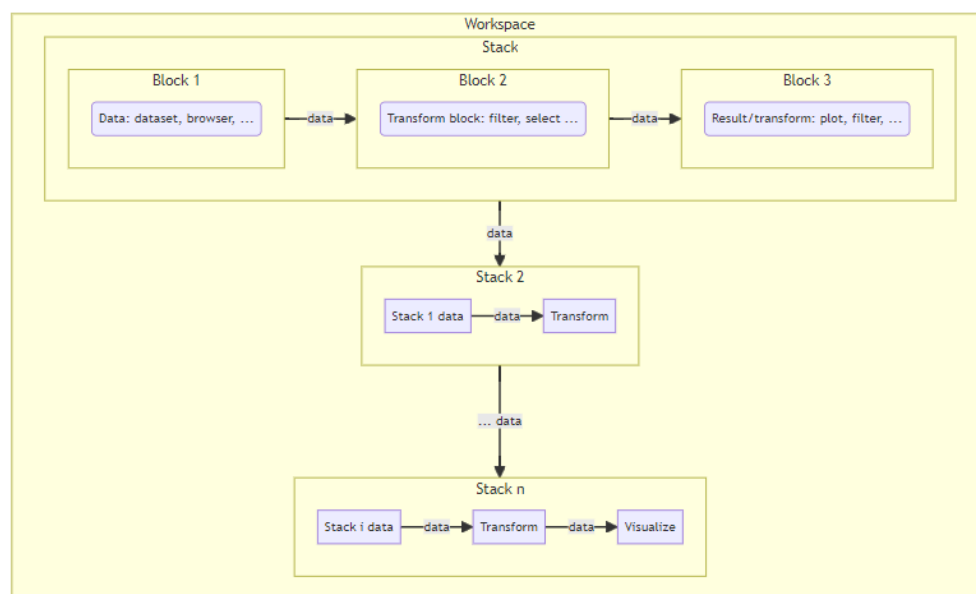 Workspace
Stack
Block 1
Block 2
Block 3
Data: dataset, browser, ...
data
Transform block: filter, select ...
data
Result/transform: plot, filter, ...
data
Stack 2
Stack 1 data
data
Transform
... data
Stack n
Stack i data
data
Transform
data
Visualize